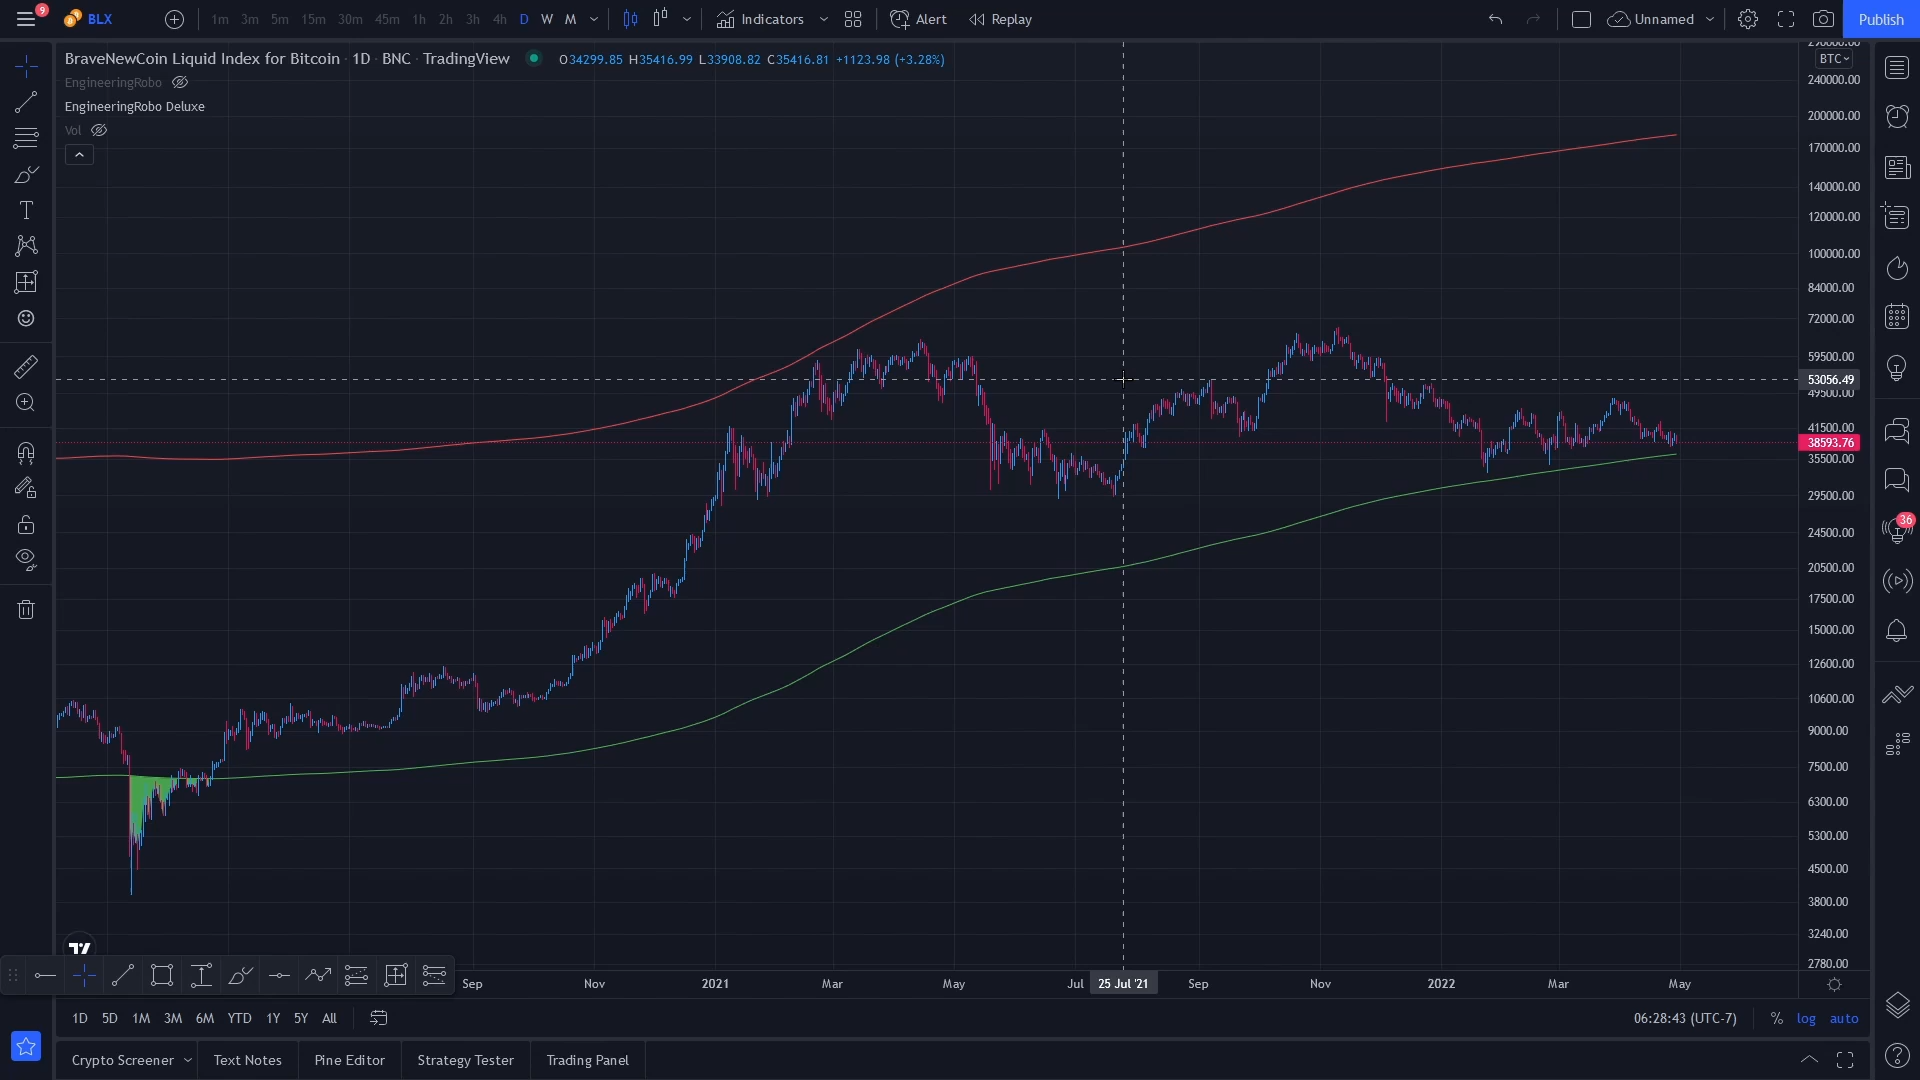 9
BLX
1m 3m 5m 15m 30m 45m 1h 2h 3h 4h D W M
Indicators
Alert
Replay
Unnamed
Publish
BraveNewCoin Liquid Index for Bitcoin · 1D · BNC · TradingView
O34299.85 H35416.99 L33908.82 C35416.81 +1123.98 (+3.28%)
EngineeringRobo
EngineeringRobo Deluxe
Vol
290000.00
BTC
240000.00
200000.00
170000.00
140000.00
120000.00
100000.00
84000.00
72000.00
59500.00
53056.49
49500.00
41500.00
38593.76
35500.00
29500.00
24500.00
20500.00
17500.00
15000.00
12600.00
10600.00
9000.00
7500.00
6300.00
5300.00
4500.00
3800.00
3240.00
2780.00
36
Sep Nov 2021 Mar May Jul 25 Jul '21 Sep Nov 2022 Mar May
1D 5D 1M 3M 6M YTD 1Y 5Y All
06:28:43 (UTC-7) % log auto
Crypto Screener Text Notes Pine Editor Strategy Tester Trading Panel